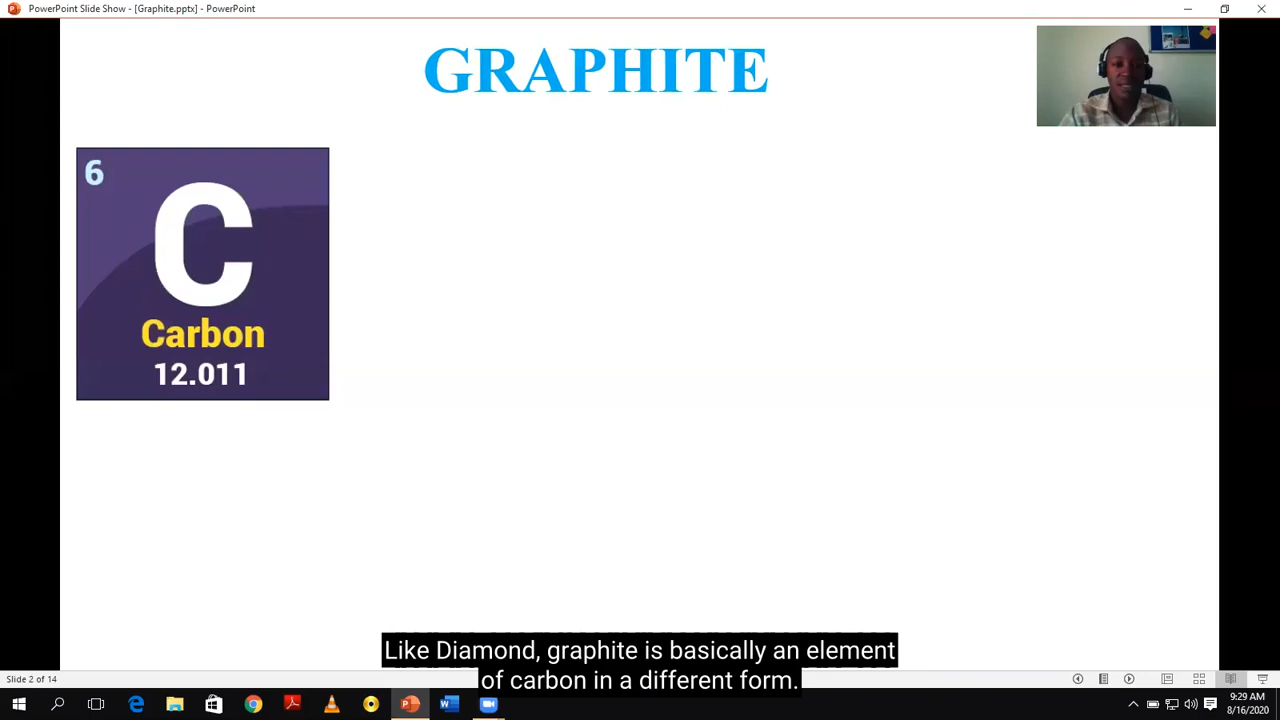 PowerPoint Slide Show - [Graphite.pptx] - PowerPoint
GRAPHITE
6
C
Carbon
12.011
Like Diamond, graphite is basically an element
of carbon in a different form.
Slide 2 of 14
9:29 AM
8/16/2020